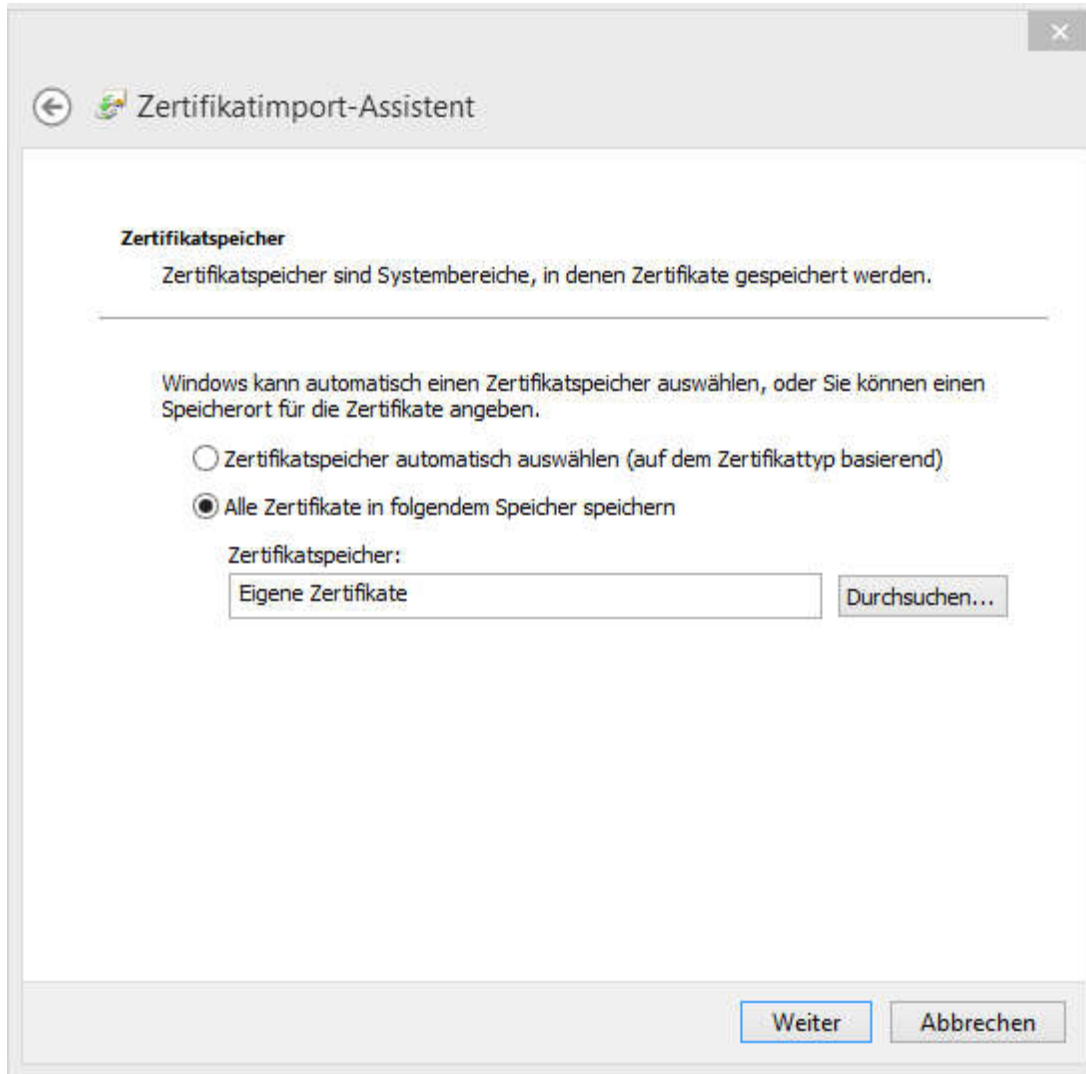 Zertifikatimport-Assistent
Zertifikatspeicher
Zertifikatspeicher sind Systembereiche, in denen Zertifikate gespeichert werden.
Windows kann automatisch einen Zertifikatspeicher auswählen, oder Sie können einen
Speicherort für die Zertifikate angeben.
Zertifikatspeicher automatisch auswählen (auf dem Zertifikattyp basierend)
Alle Zertifikate in folgendem Speicher speichern
Zertifikatspeicher:
Eigene Zertifikate
Durchsuchen...
Weiter
Abbrechen